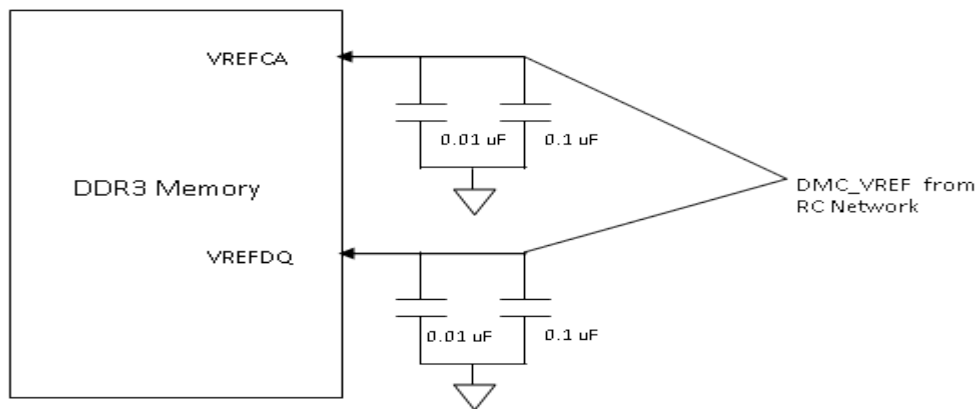 VREFCA
0.01 uF
0.1 uF
DDR3 Memory
DMC_VREF from
RC Network
VREFDQ
0.01 uF
0.1 uF